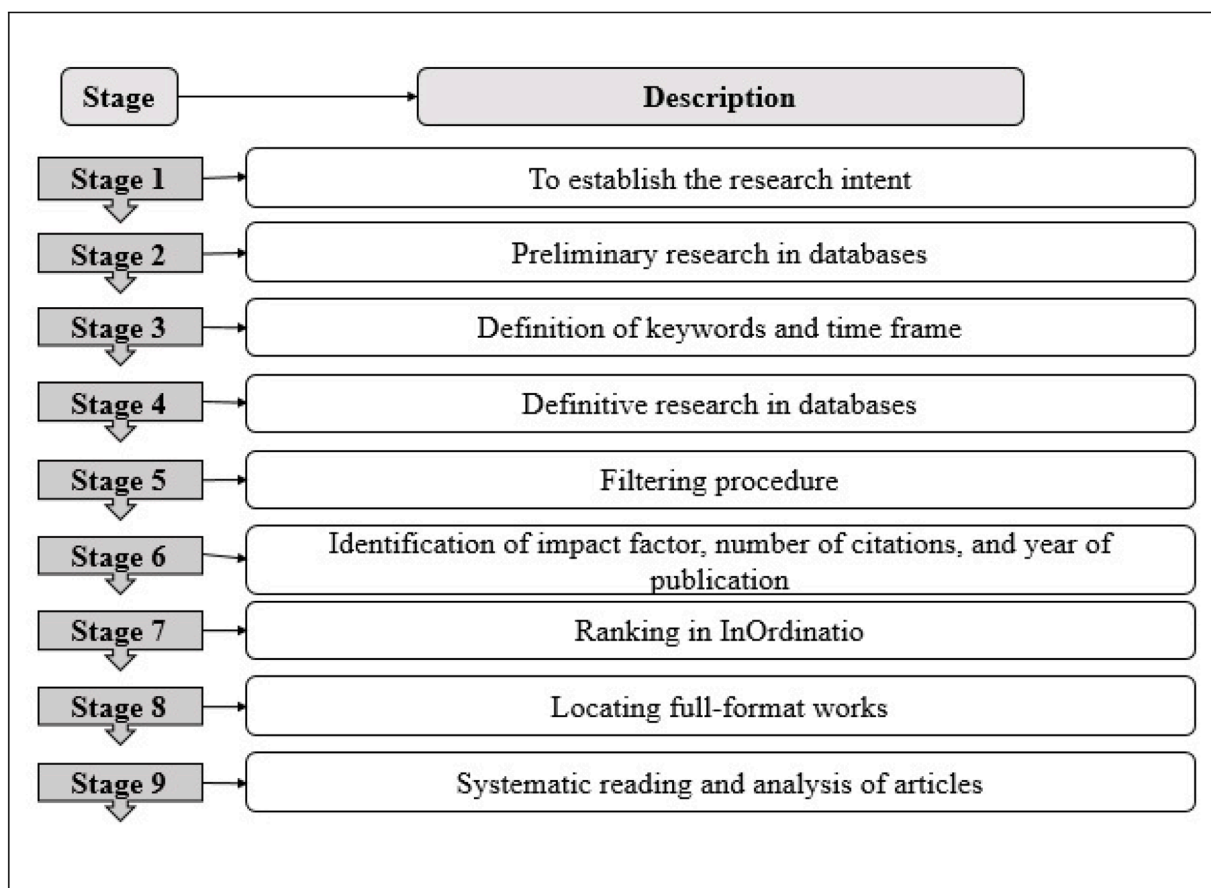 Stage
Description
Stage 1
To establish the research intent
Stage 2
Preliminary research in databases
Stage 3
Definition of keywords and time frame
Stage 4
Definitive research in databases
Stage 5
Filtering procedure
Stage 6
Identification of impact factor, number of citations, and year of
publication
Stage 7
Ranking in InOrdinatio
Stage 8
Locating full-format works
Stage 9
Systematic reading and analysis of articles